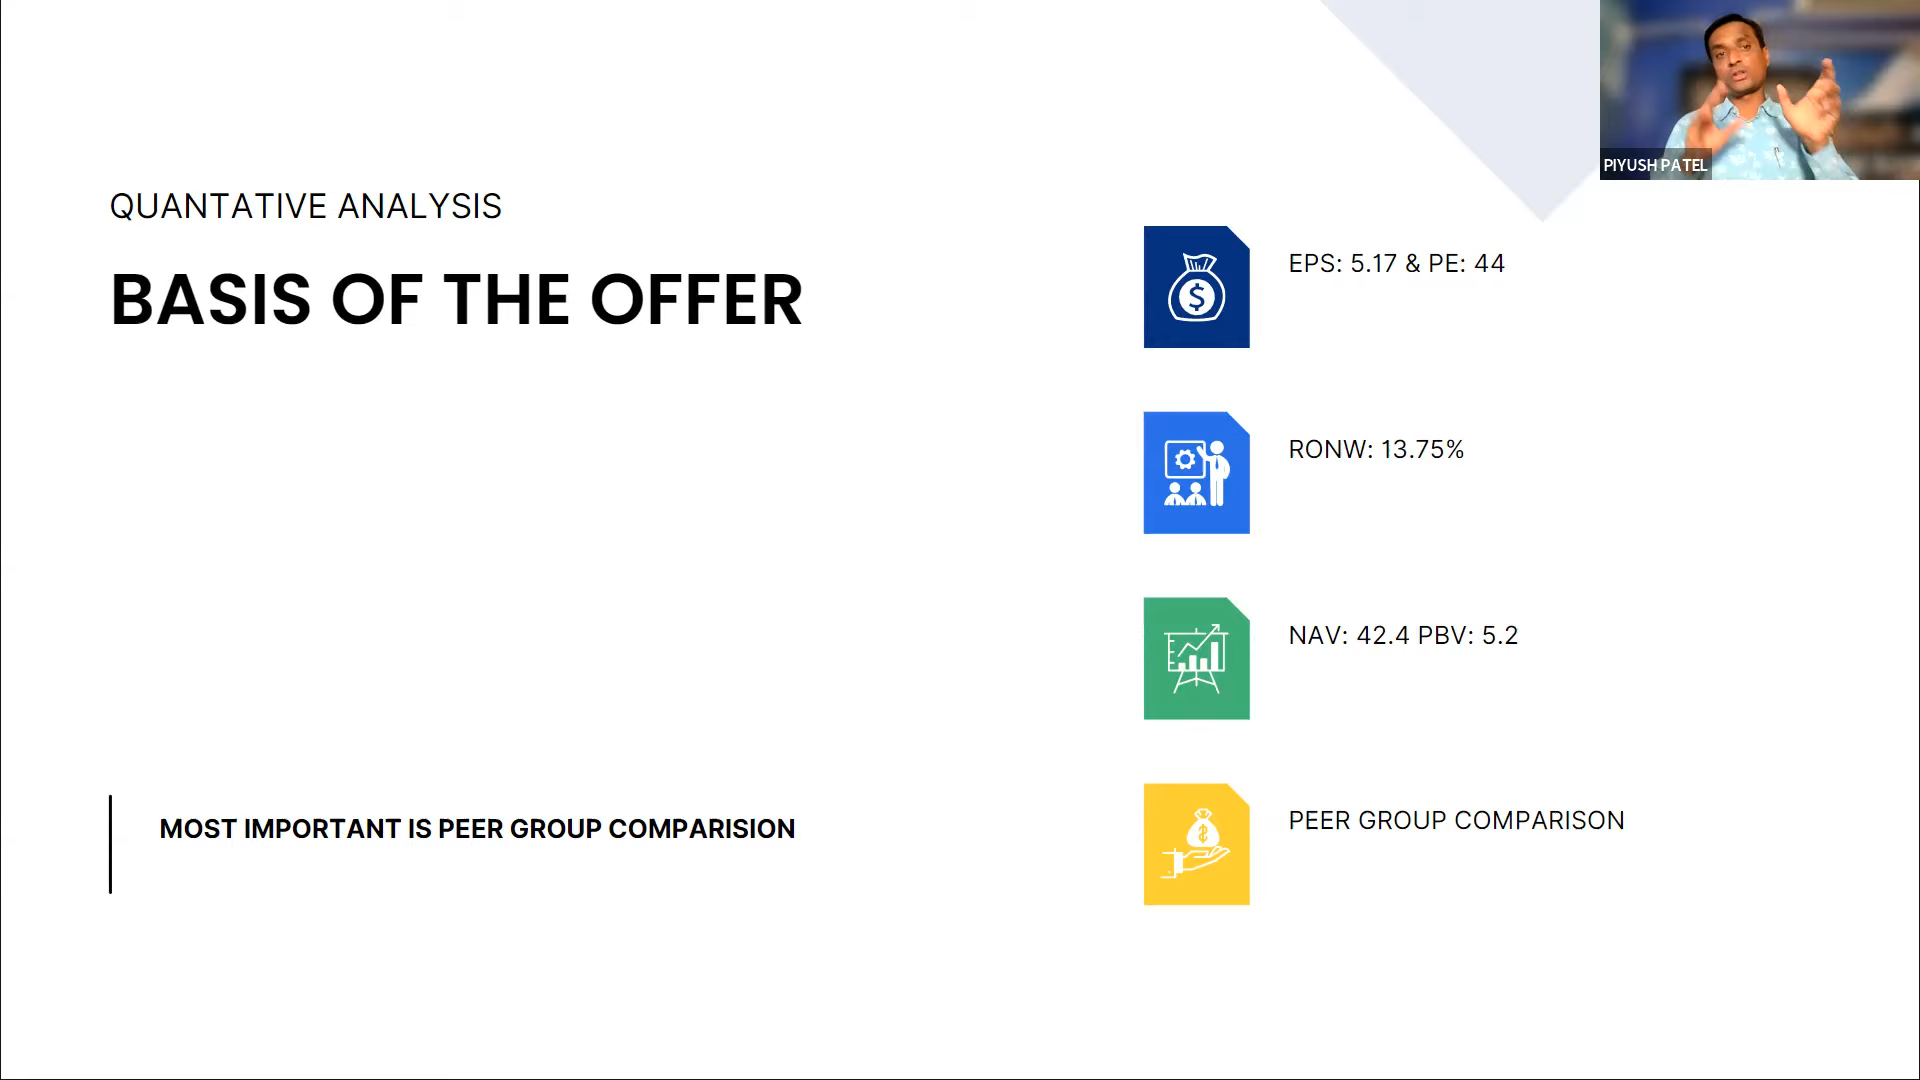 QUANTATIVE ANALYSIS
BASIS OF THE OFFER
MOST IMPORTANT IS PEER GROUP COMPARISION
EPS: 5.17 & PE: 44
RONW: 13.75%
NAV: 42.4 PBV: 5.2
PEER GROUP COMPARISON
PIYUSH PATEL